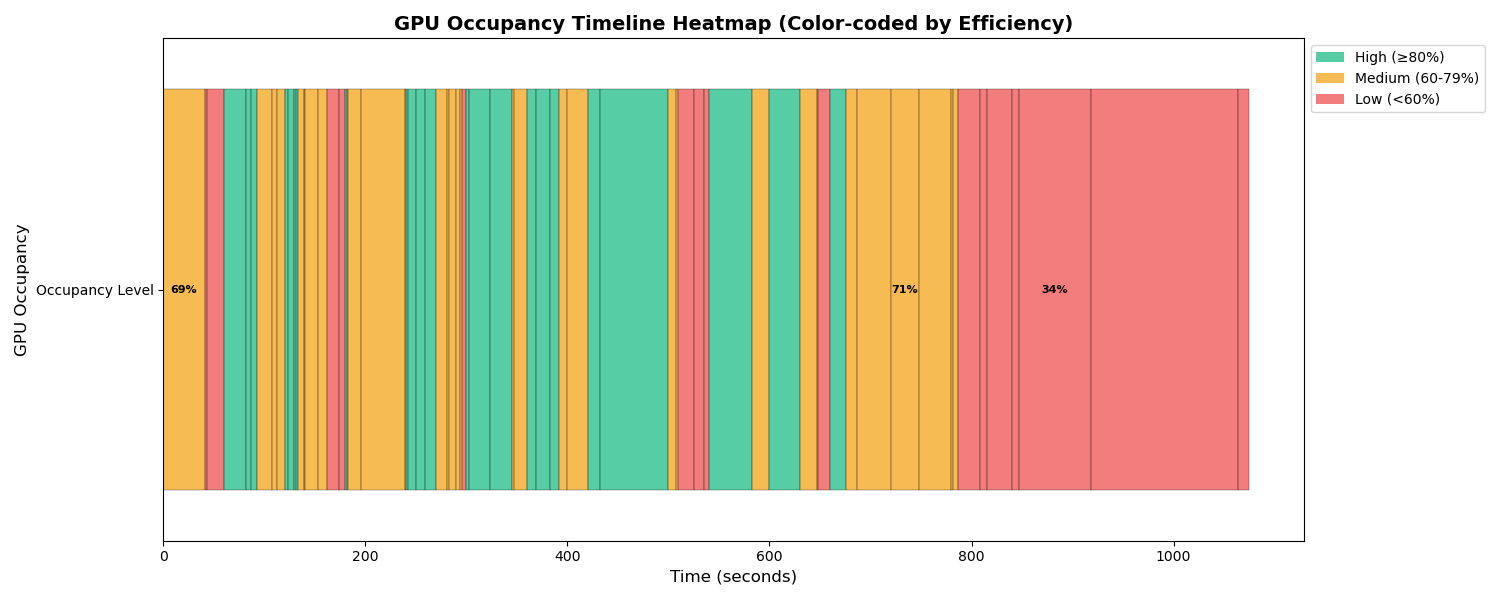 GPU Occupancy Timeline Heatmap (Color-coded by Efficiency)
High (≥80%)
Medium (60-79%)
Low (<60%)
GPU Occupancy
Occupancy Level
69%
71%
34%
0
200
400
600
800
1000
Time (seconds)